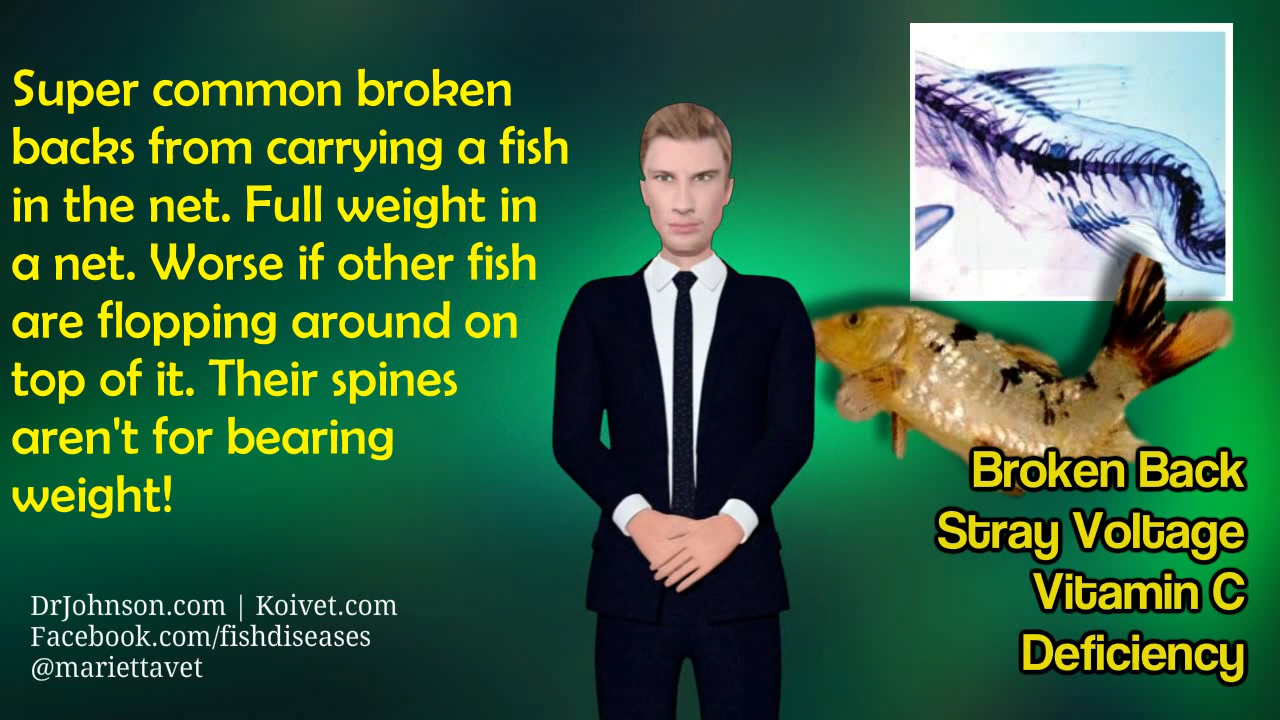 Super common broken
backs from carrying a fish
in the net. Full weight in
a net. Worse if other fish
are flopping around on
top of it. Their spines
aren't for bearing
weight!
DrJohnson.com | Koivet.com
Facebook.com/fishdiseases
@mariettavet
Broken Back
Stray Voltage
Vitamin C
Deficiency